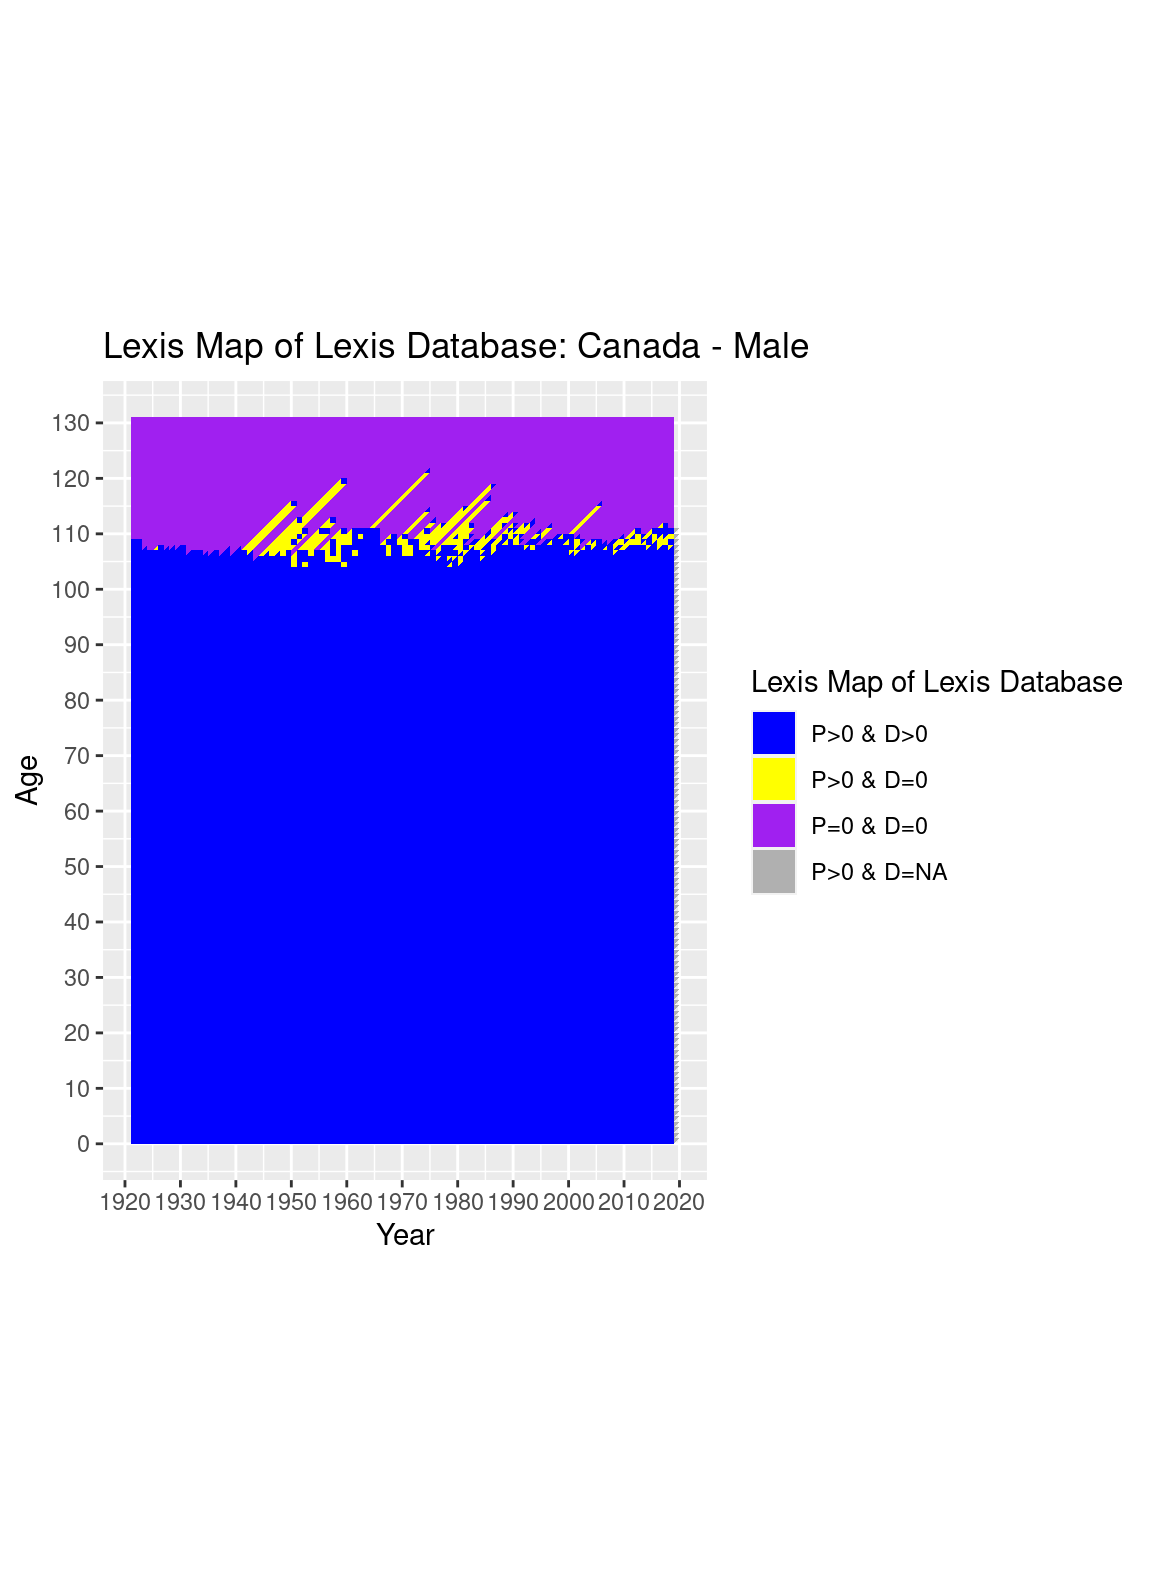 Lexis Map of Lexis Database: Canada - Male
130
120
110
100
90
80
70
60
50
40
30
20
10
0
Age
1920 1930 1940 1950 1960 1970 1980 1990 2000 2010 2020
Year
Lexis Map of Lexis Database
P>0 & D>0
P>0 & D=0
P=0 & D=0
P>0 & D=NA